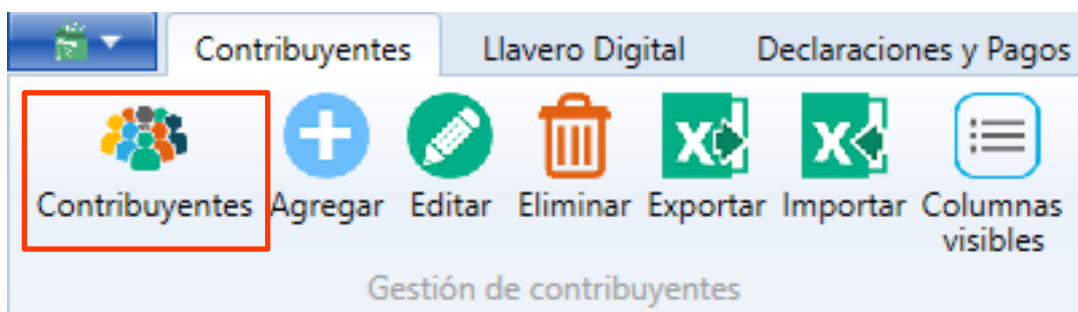 Contribuyentes Llavero Digital Declaraciones y Pagos
Contribuyentes Agregar Editar Eliminar Exportar Importar Columnas
visibles
Gestión de contribuyentes